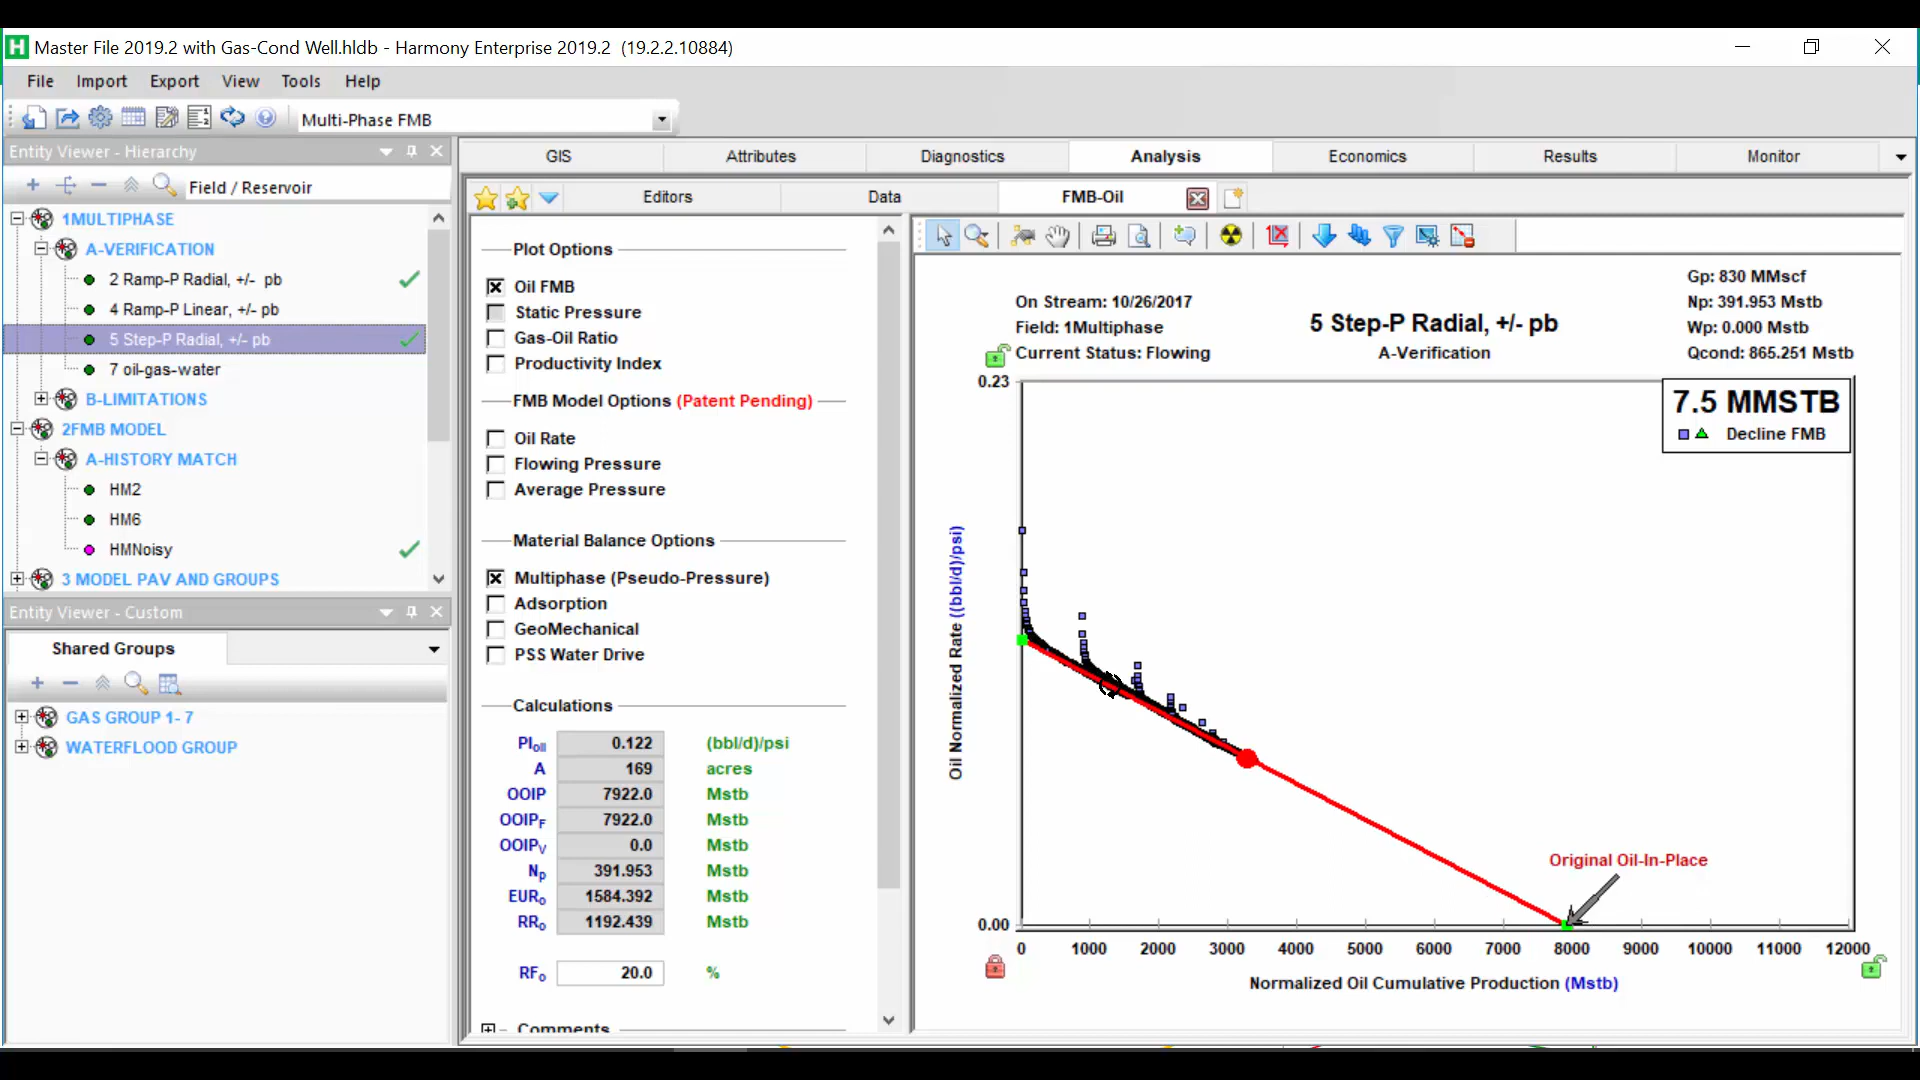 Master File 2019.2 with Gas-Cond Well.hldb - Harmony Enterprise 2019.2 (19.2.2.10884)
File Import Export View Tools Help
Multi-Phase FMB
Entity Viewer - Hierarchy
Field / Reservoir
1MULTIPHASE
A-VERIFICATION
2 Ramp-P Radial, +/- pb
4 Ramp-P Linear, +/- pb
5 Step-P Radial, +/- pb
7 oil-gas-water
B-LIMITATIONS
2FMB MODEL
A-HISTORY MATCH
HM2
HM6
HMNoisy
3 MODEL PAV AND GROUPS
Entity Viewer - Custom
Shared Groups
GAS GROUP 1- 7
WATERFLOOD GROUP
GIS Attributes Diagnostics Analysis Economics Results Monitor
Editors Data FMB-Oil
Plot Options
Oil FMB
Static Pressure
Gas-Oil Ratio
Productivity Index
FMB Model Options (Patent Pending)
Oil Rate
Flowing Pressure
Average Pressure
Material Balance Options
Multiphase (Pseudo-Pressure)
Adsorption
GeoMechanical
PSS Water Drive
Calculations
PIoil 0.122 (bbl/d)/psi
A 169 acres
OOIP 7922.0 Mstb
OOIPF 7922.0 Mstb
OOIPV 0.0 Mstb
Np 391.953 Mstb
EURo 1584.392 Mstb
RRo 1192.439 Mstb
RFo 20.0 %
Comments
On Stream: 10/26/2017
Field: 1Multiphase
Current Status: Flowing
5 Step-P Radial, +/- pb
A-Verification
Gp: 830 MMscf
Np: 391.953 Mstb
Wp: 0.000 Mstb
Qcond: 865.251 Mstb
7.5 MMSTB
Decline FMB
0.23
Oil Normalized Rate ((bbl/d)/psi)
Original Oil-In-Place
0.00
0 1000 2000 3000 4000 5000 6000 7000 8000 9000 10000 11000 12000
Normalized Oil Cumulative Production (Mstb)